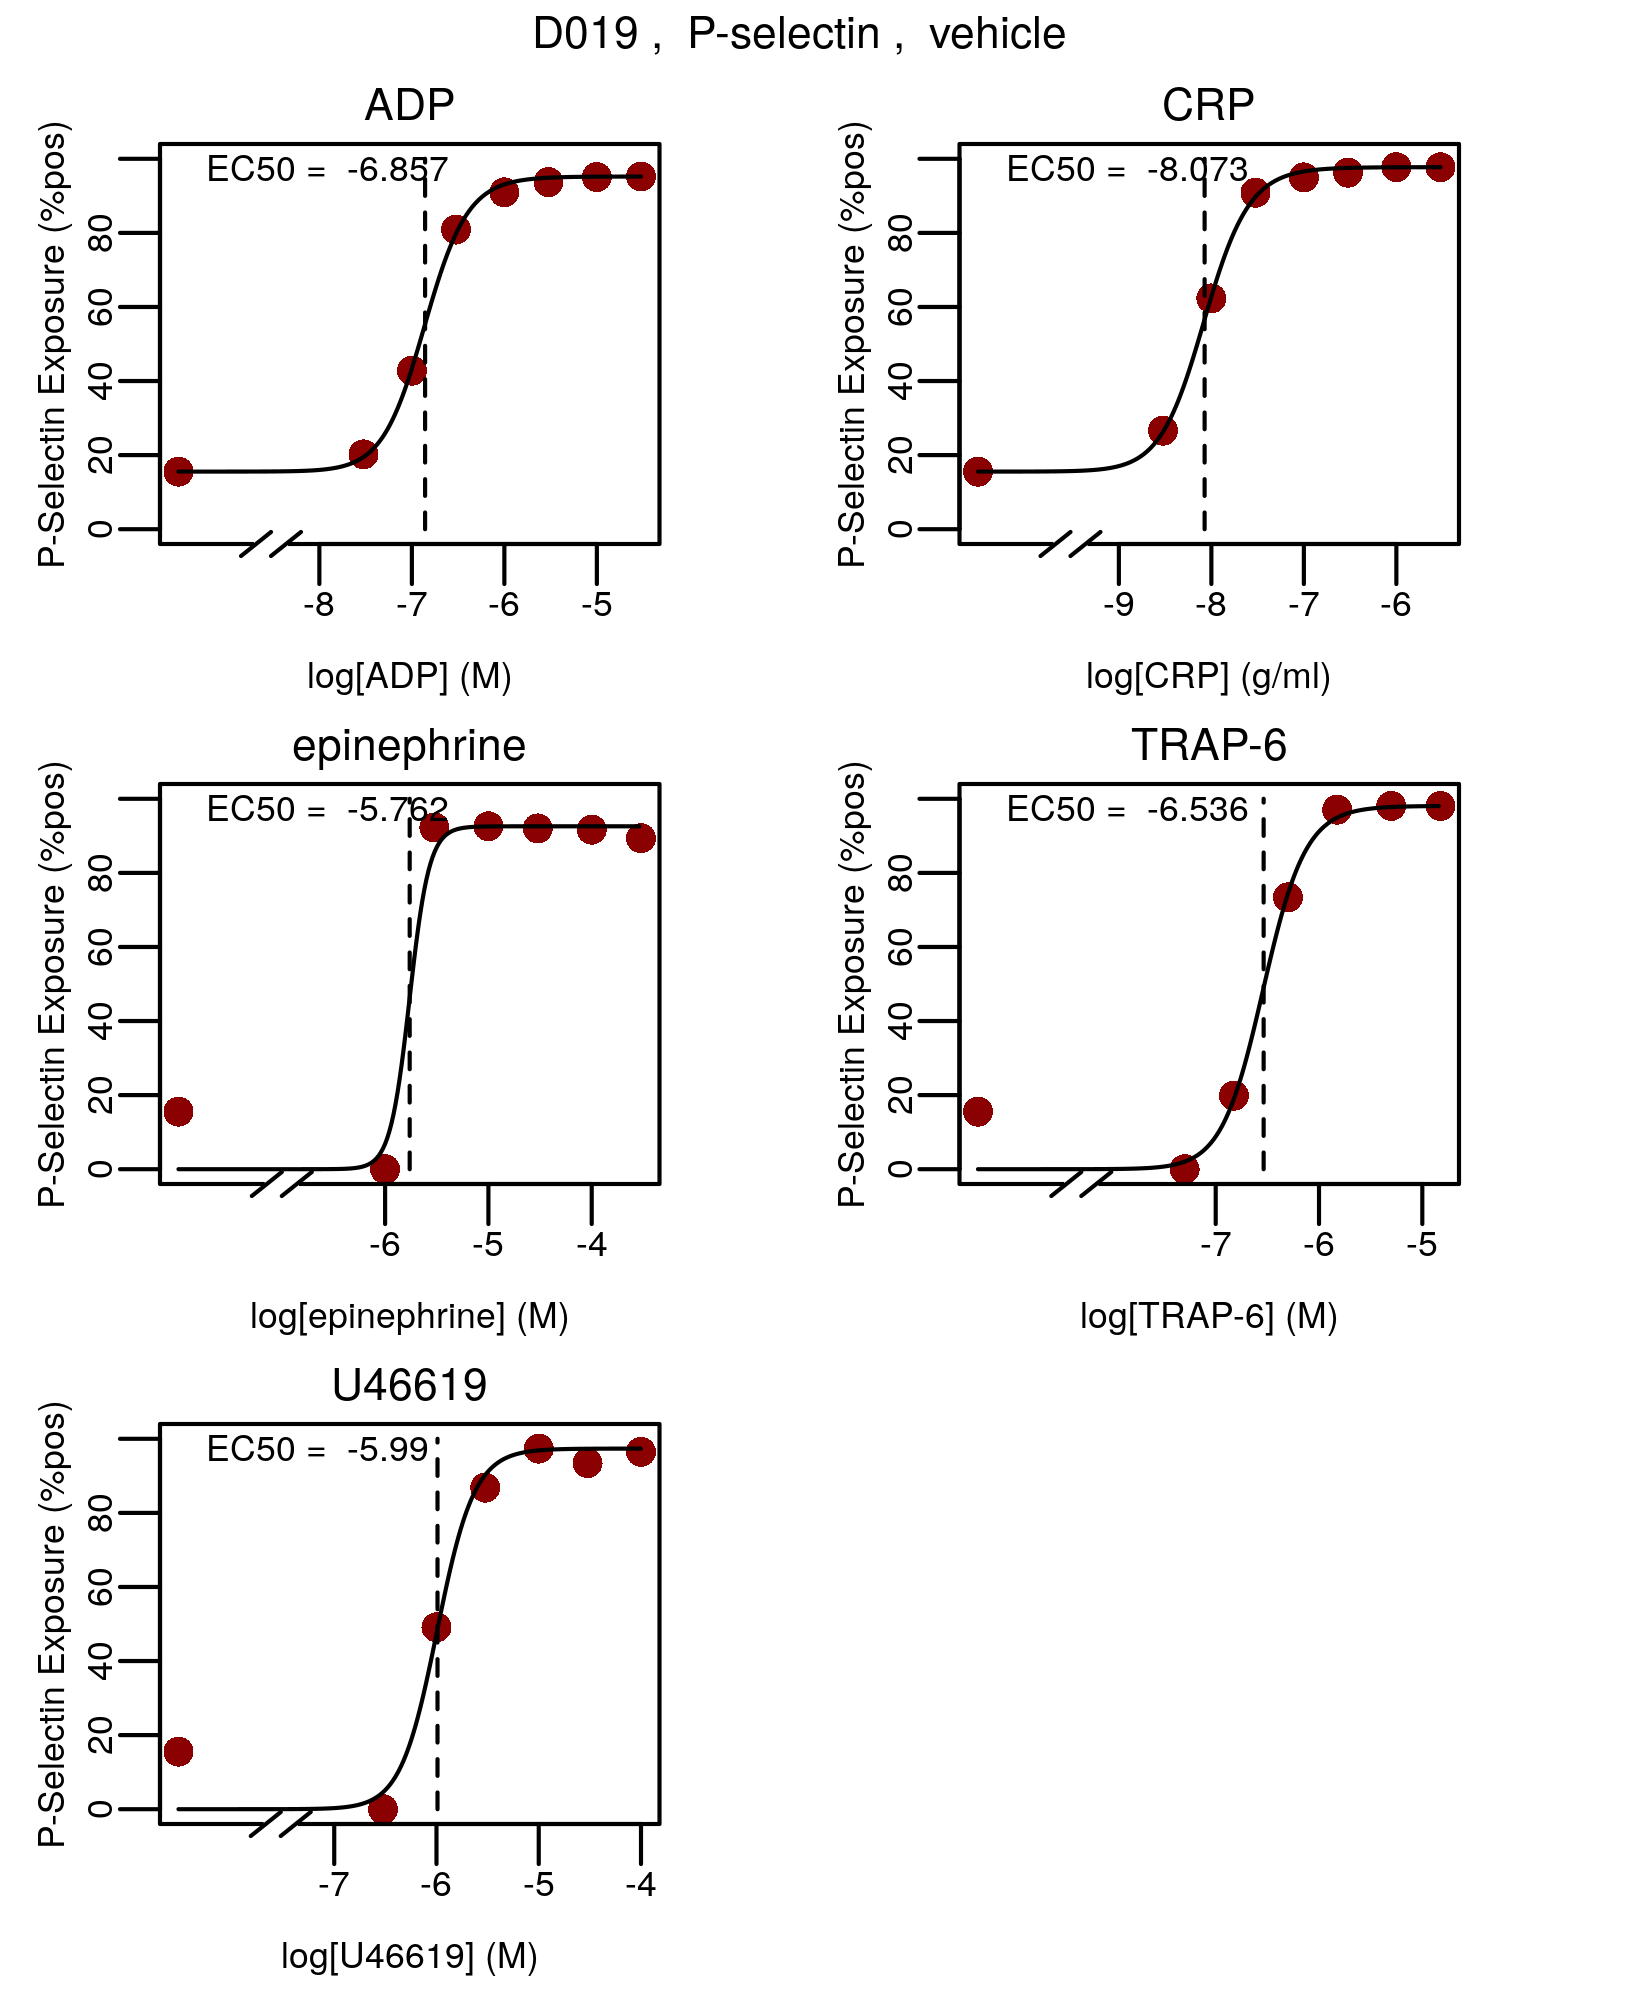 D019 ,  P-selectin ,  vehicle
ADP
EC50 =  -6.857
P-Selectin Exposure (%pos)
0 20 40 60 80
-8 -7 -6 -5
log[ADP] (M)
CRP
EC50 =  -8.073
P-Selectin Exposure (%pos)
0 20 40 60 80
-9 -8 -7 -6
log[CRP] (g/ml)
epinephrine
EC50 =  -5.762
P-Selectin Exposure (%pos)
0 20 40 60 80
-6 -5 -4
log[epinephrine] (M)
TRAP-6
EC50 =  -6.536
P-Selectin Exposure (%pos)
0 20 40 60 80
-7 -6 -5
log[TRAP-6] (M)
U46619
EC50 =  -5.99
P-Selectin Exposure (%pos)
0 20 40 60 80
-7 -6 -5 -4
log[U46619] (M)